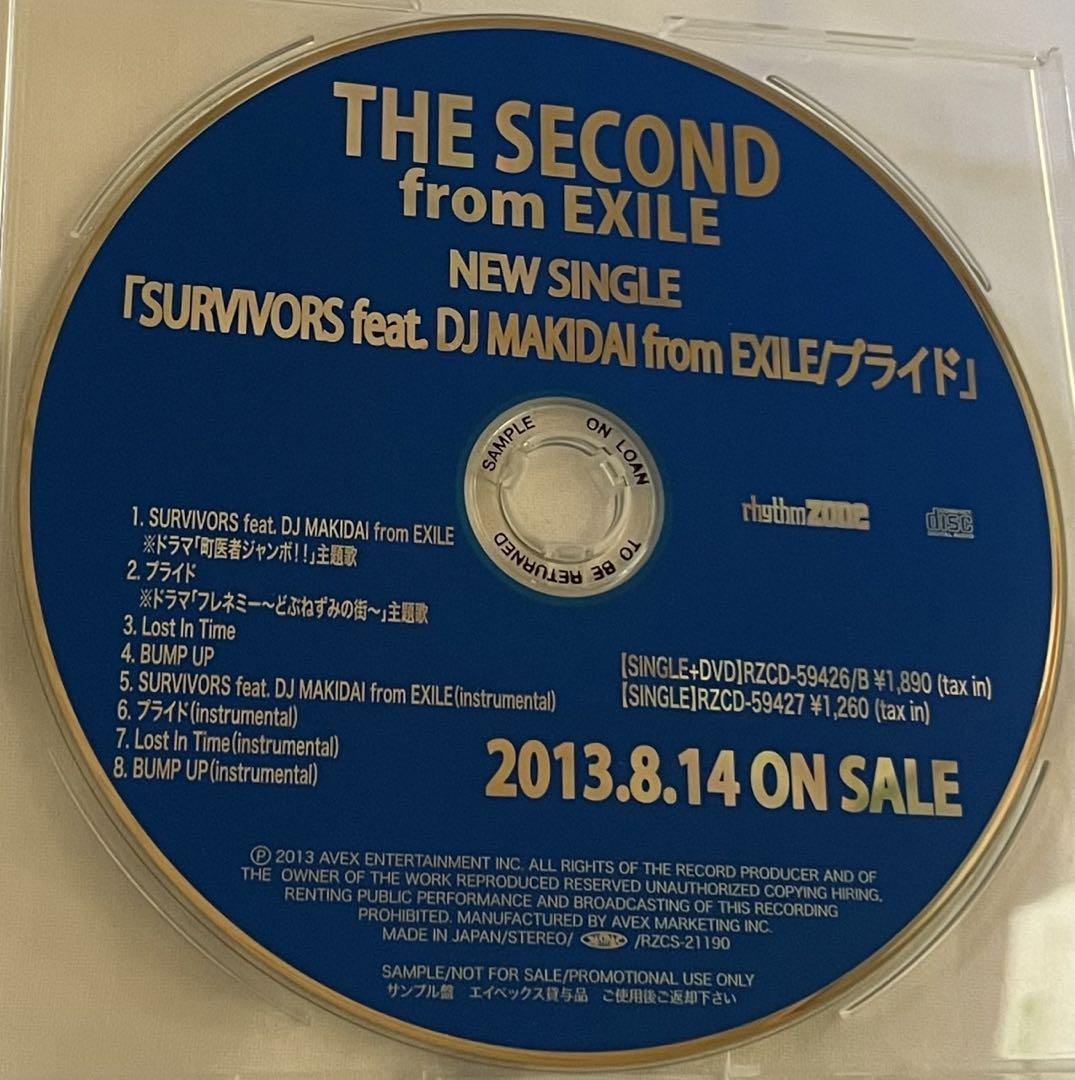 THE SECOND
from EXILE
NEW SINGLE
「SURVIVORS feat. DJ MAKIDAI from EXILE/プライド」
SAMPLE ON LOAN TO BE RETURNED
rhythm zone
disc
DIGITAL AUDIO
1. SURVIVORS feat. DJ MAKIDAI from EXILE
※ドラマ「町医者ジャンボ!!」主題歌
2. プライド
※ドラマ「フレネミー〜どぶねずみの街〜」主題歌
3. Lost In Time
4. BUMP UP
5. SURVIVORS feat. DJ MAKIDAI from EXILE(instrumental)
6. プライド(instrumental)
7. Lost In Time(instrumental)
8. BUMP UP(instrumental)
【SINGLE+DVD】RZCD-59426/B ¥1,890 (tax in)
【SINGLE】RZCD-59427 ¥1,260 (tax in)
2013.8.14 ON SALE
Ⓟ 2013 AVEX ENTERTAINMENT INC. ALL RIGHTS OF THE RECORD PRODUCER AND OF
THE OWNER OF THE WORK REPRODUCED RESERVED UNAUTHORIZED COPYING HIRING,
RENTING PUBLIC PERFORMANCE AND BROADCASTING OF THIS RECORDING
PROHIBITED. MANUFACTURED BY AVEX MARKETING INC.
MADE IN JAPAN/STEREO/ /RZCS-21190
SAMPLE/NOT FOR SALE/PROMOTIONAL USE ONLY
サンプル盤 エイベックス貸与品 ご使用後ご返却下さい